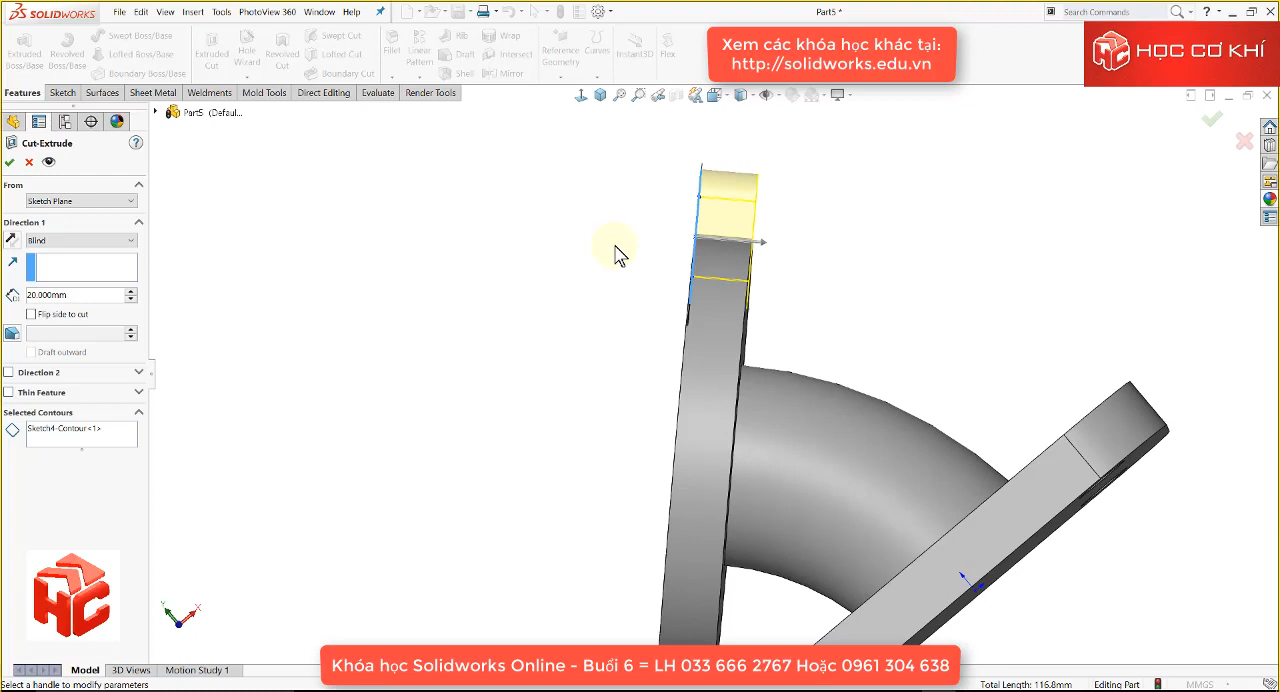 SOLIDWORKS
File Edit View Insert Tools PhotoView 360 Window Help
Part5 *
Search Commands
Extruded Boss/Base
Revolved Boss/Base
Swept Boss/Base
Lofted Boss/Base
Boundary Boss/Base
Extruded Cut
Hole Wizard
Revolved Cut
Swept Cut
Lofted Cut
Boundary Cut
Fillet
Linear Pattern
Rib
Draft
Shell
Wrap
Intersect
Mirror
Reference Geometry
Curves
Instant3D
Flex
Xem các khóa học khác tại:
http://solidworks.edu.vn
HỌC CƠ KHÍ
Features Sketch Surfaces Sheet Metal Weldments Mold Tools Direct Editing Evaluate Render Tools
Part5 (Defaul...
Cut-Extrude
From
Sketch Plane
Direction 1
Blind
20.000mm
Flip side to cut
Draft outward
Direction 2
Thin Feature
Selected Contours
Sketch4-Contour<1>
HC
Y X
Khóa học Solidworks Online - Buổi 6 = LH 033 666 2767 Hoặc 0961 304 638
Model 3D Views Motion Study 1
Select a handle to modify parameters
Total Length: 116.8mm Editing Part MMGS